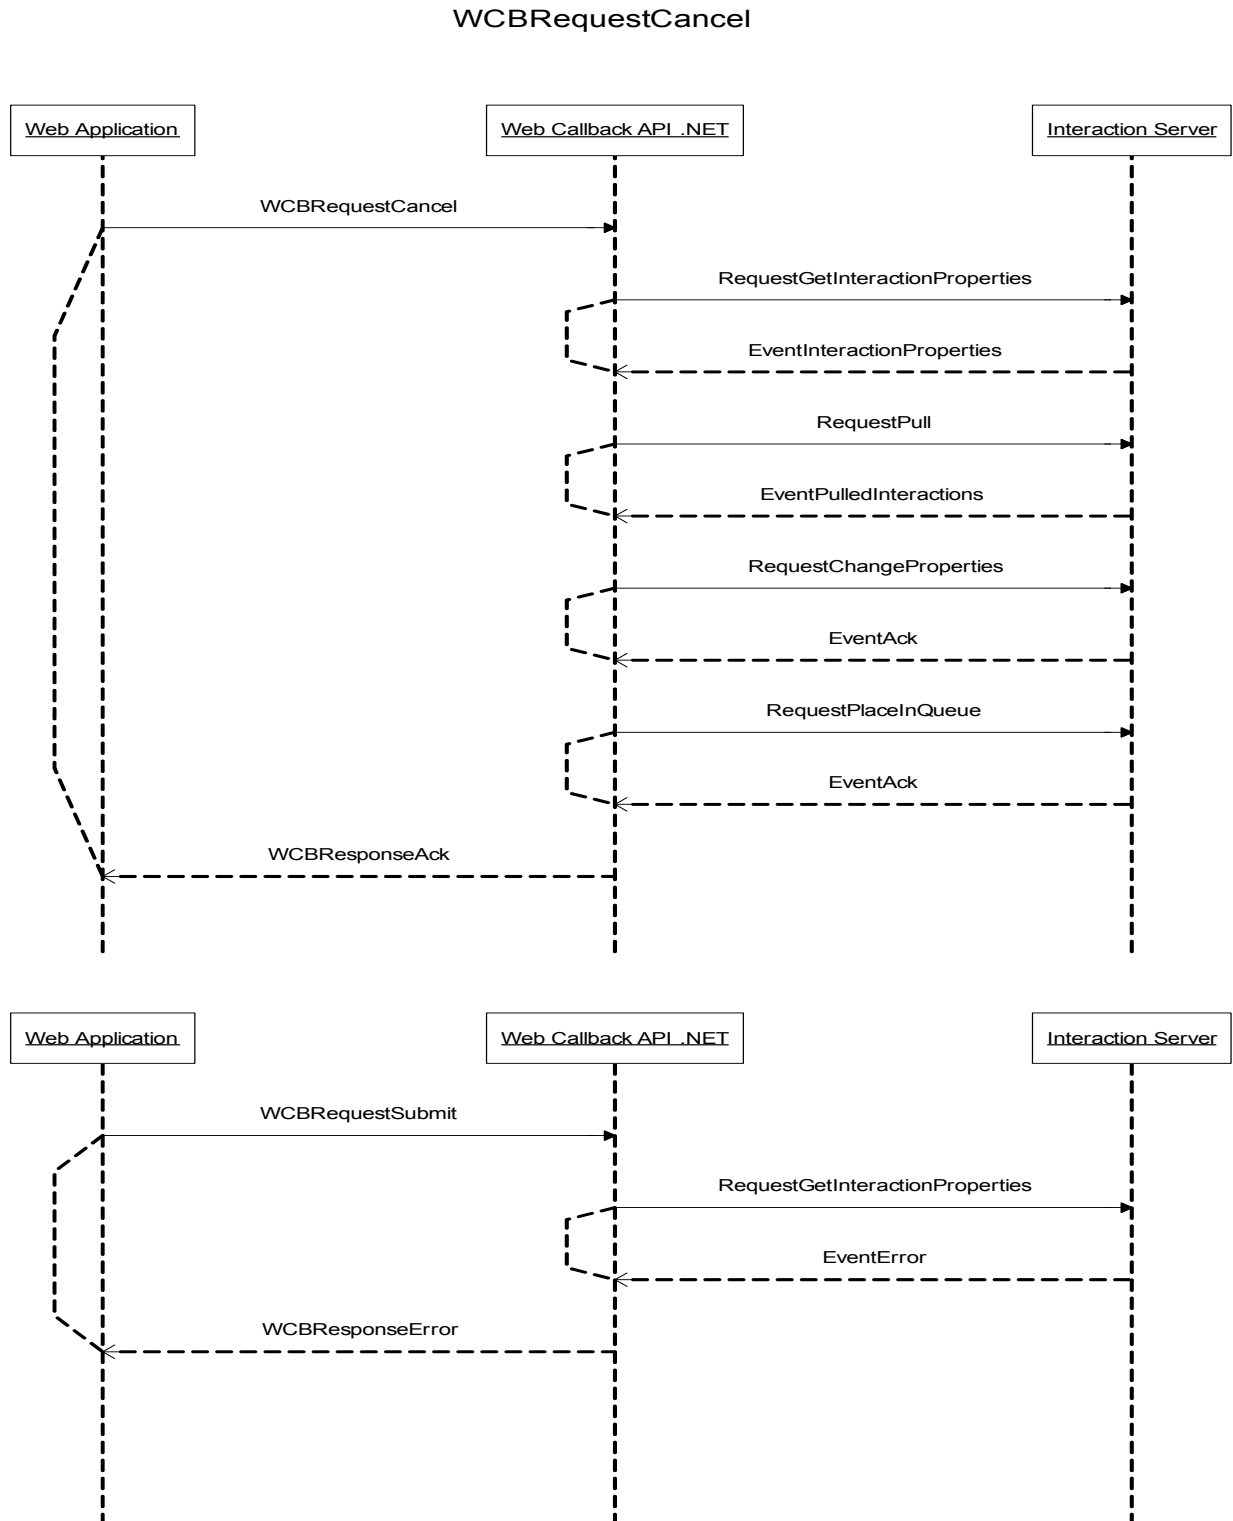 WCBRequestCancel
Web Application
Web Callback API .NET
Interaction Server
WCBRequestCancel
RequestGetInteractionProperties
EventInteractionProperties
RequestPull
EventPulledInteractions
RequestChangeProperties
EventAck
RequestPlaceInQueue
EventAck
WCBResponseAck
Web Application
Web Callback API .NET
Interaction Server
WCBRequestSubmit
RequestGetInteractionProperties
EventError
WCBResponseError